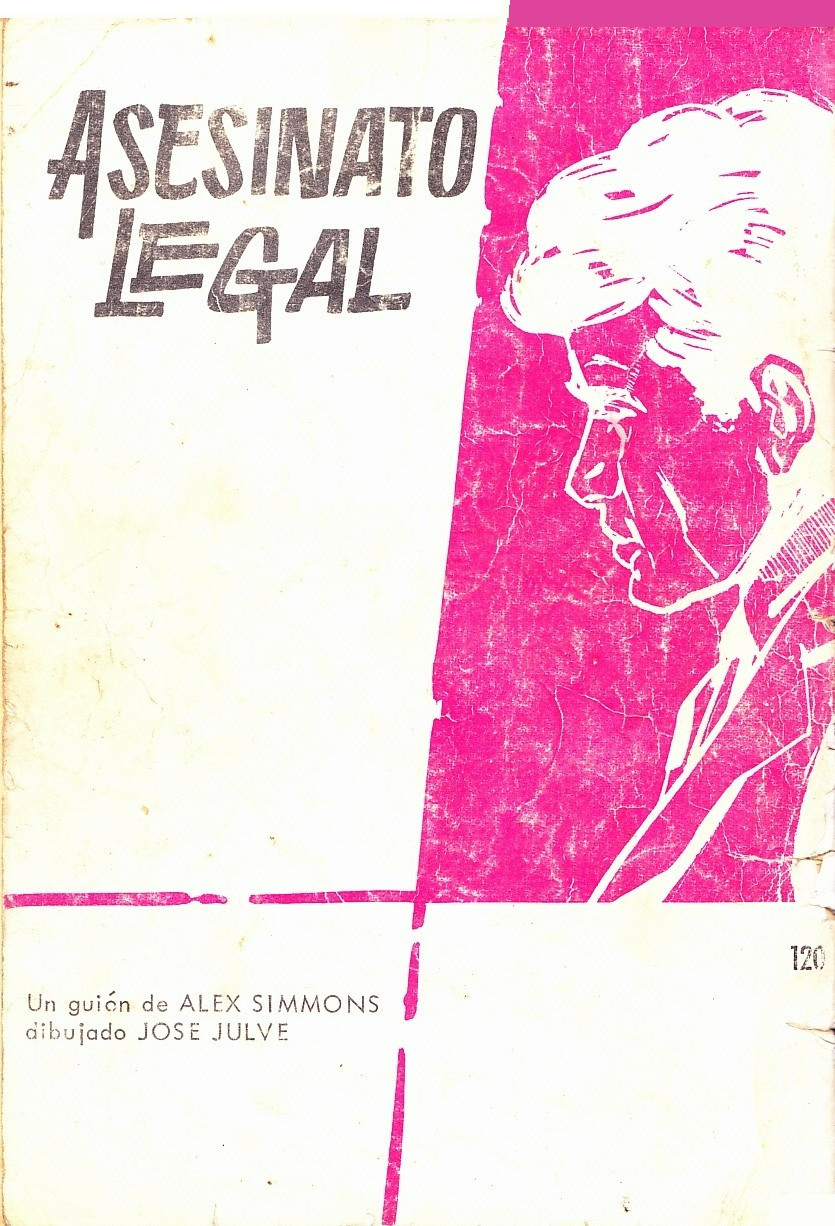 ASESINATO
LEGAL
120
Un guión de ALEX SIMMONS
dibujado JOSE JULVE